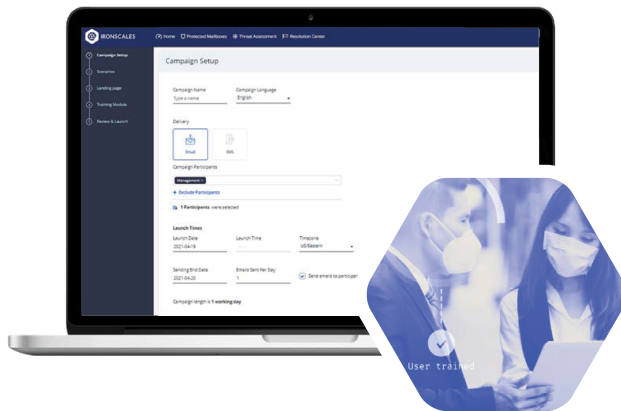 IRONSCALES
Home Protected Mailboxes Threat Assessment Resolution Center
Campaign Setup
Scenarios
Landing page
Training Module
Review & Launch
Campaign Setup
Campaign Name Campaign Language
Type a name English
Delivery
Email SMS
Campaign Participants
Management ×
+ Exclude Participants
1 Participants were selected
Launch Times
Launch Date Launch Time Timezone
2021-04-19 US/Eastern
Sending End Date Emails Sent Per Day
2021-04-20 1 Send emails to participan
Campaign length is 1 working day
User trained